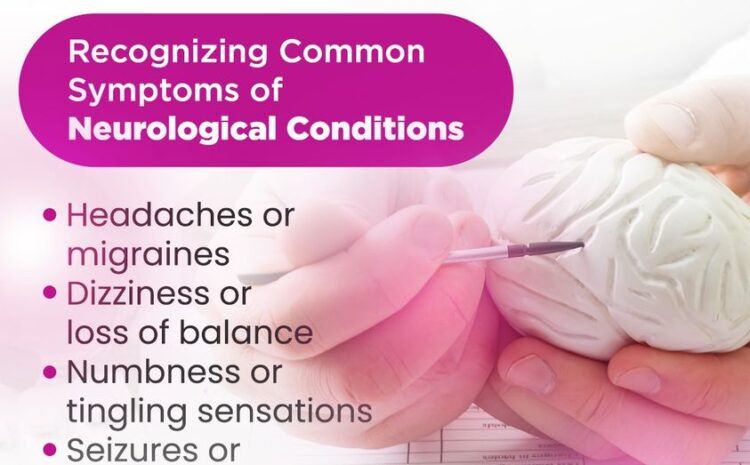 Recognizing Common
Symptoms of
Neurological Conditions
• Headaches or
migraines
• Dizziness or
loss of balance
• Numbness or
tingling sensations
• Seizures or